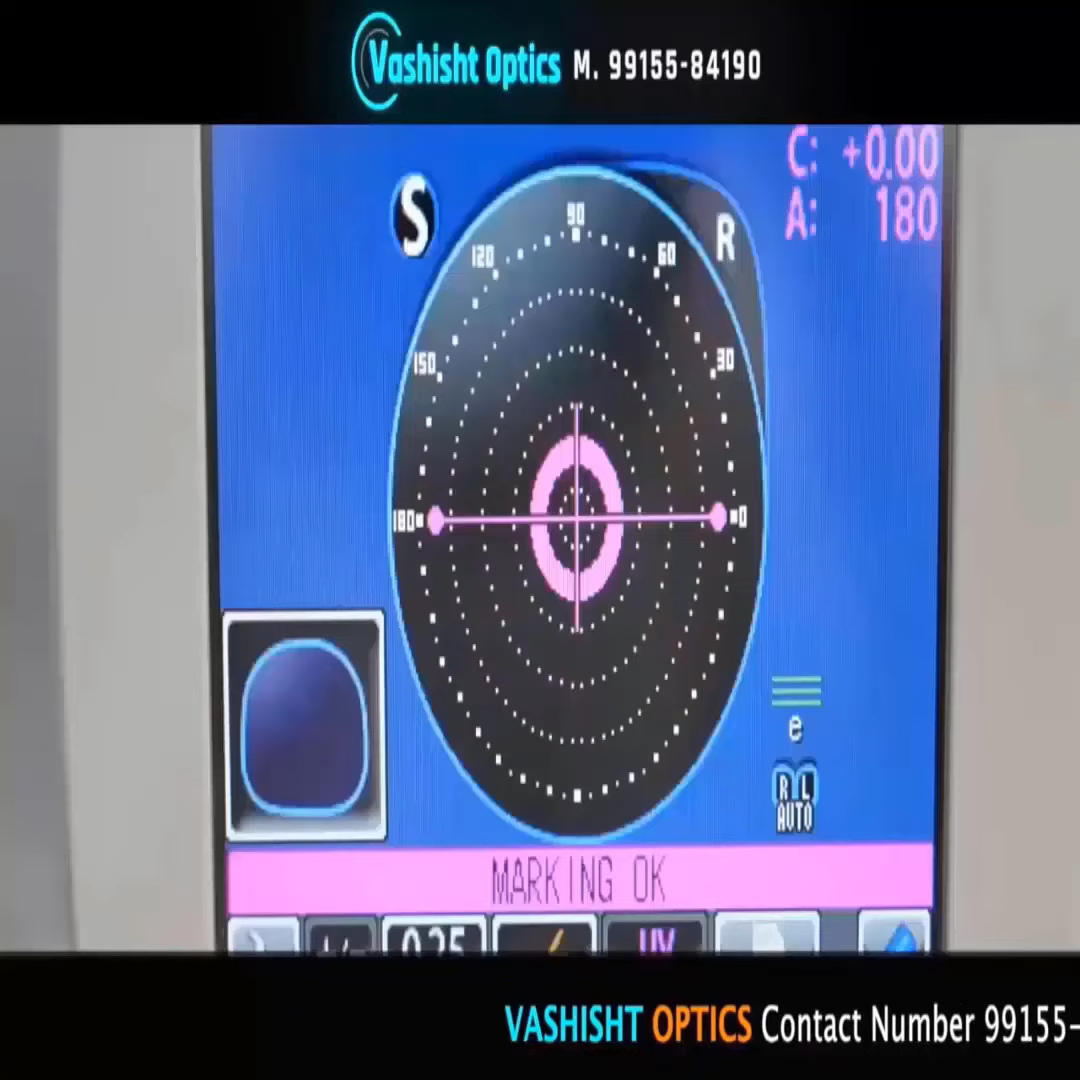 Vashisht Optics M. 99155-84190
C: +0.00
A: 180
S
R
90
120
60
150
30
180
0
e
R L
AUTO
MARKING OK
+/-
0.25
UV
VASHISHT OPTICS Contact Number 99155-